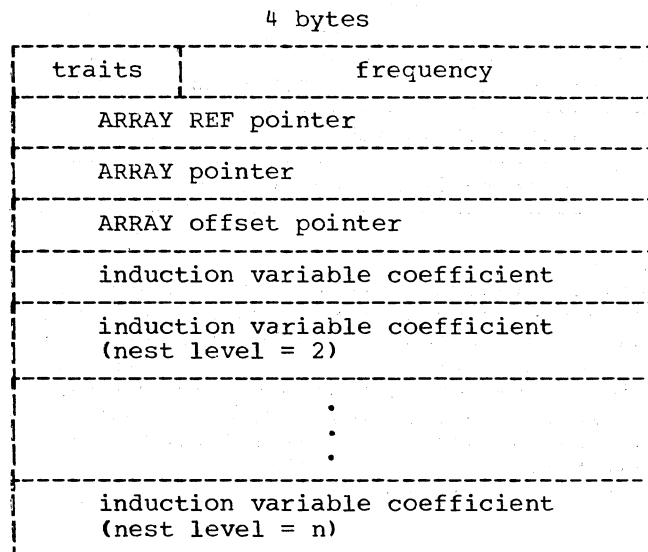 4 bytes
traits frequency
ARRAY REF pointer
ARRAY pointer
ARRAY offset pointer
induction variable coefficient
induction variable coefficient
(nest level = 2)
.
.
.
induction variable coefficient
(nest level = n)